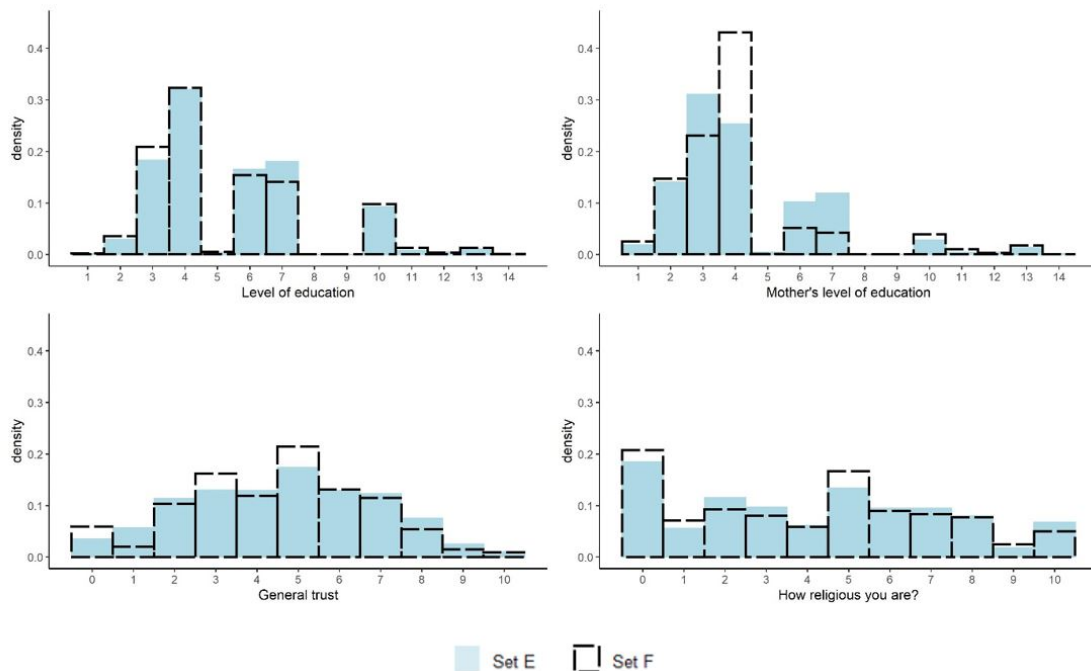 0.4
0.3
0.2
0.1
0.0
density
1 2 3 4 5 6 7 8 9 10 11 12 13 14
Level of education
0.4
0.3
0.2
0.1
0.0
density
1 2 3 4 5 6 7 8 9 10 11 12 13 14
Mother's level of education
0.4
0.3
0.2
0.1
0.0
density
0 1 2 3 4 5 6 7 8 9 10
General trust
0.4
0.3
0.2
0.1
0.0
density
0 1 2 3 4 5 6 7 8 9 10
How religious you are?
Set E Set F